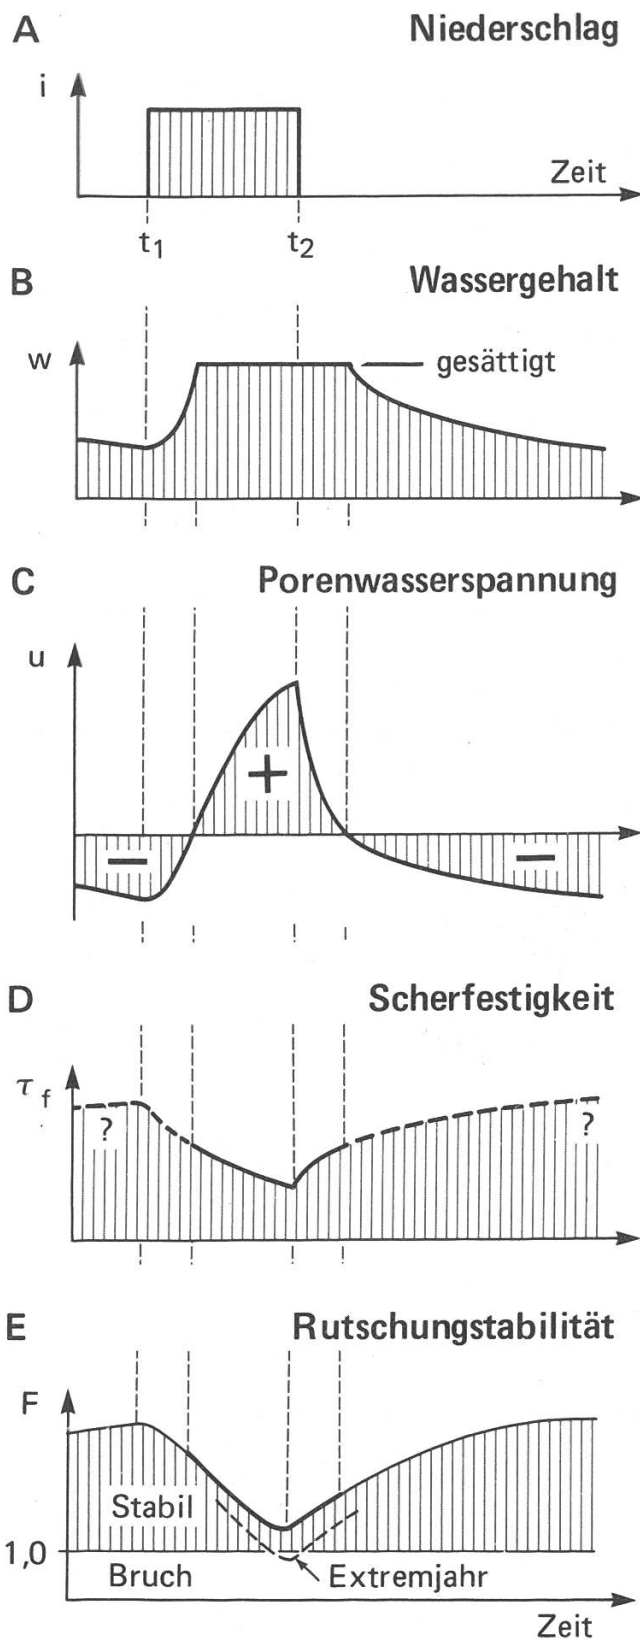 A Niederschlag
i
Zeit
t1 t2
B Wassergehalt
w
gesättigt
C Porenwasserspannung
u
+
− −
D Scherfestigkeit
τf
? ?
E Rutschungstabilität
F
Stabil
1,0
Bruch Extremjahr
Zeit